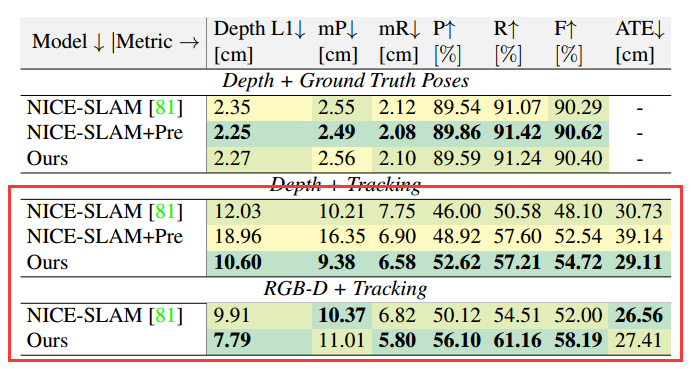 Model ↓ |Metric → Depth L1↓ mP↓ mR↓ P↑ R↑ F↑ ATE↓
[cm] [cm] [cm] [%] [%] [%] [cm]
Depth + Ground Truth Poses
NICE-SLAM [81] 2.35 2.55 2.12 89.54 91.07 90.29 -
NICE-SLAM+Pre 2.25 2.49 2.08 89.86 91.42 90.62 -
Ours 2.27 2.56 2.10 89.59 91.24 90.40 -
Depth + Tracking
NICE-SLAM [81] 12.03 10.21 7.75 46.00 50.58 48.10 30.73
NICE-SLAM+Pre 18.96 16.35 6.90 48.92 57.60 52.54 39.14
Ours 10.60 9.38 6.58 52.62 57.21 54.72 29.11
RGB-D + Tracking
NICE-SLAM [81] 9.91 10.37 6.82 50.12 54.51 52.00 26.56
Ours 7.79 11.01 5.80 56.10 61.16 58.19 27.41